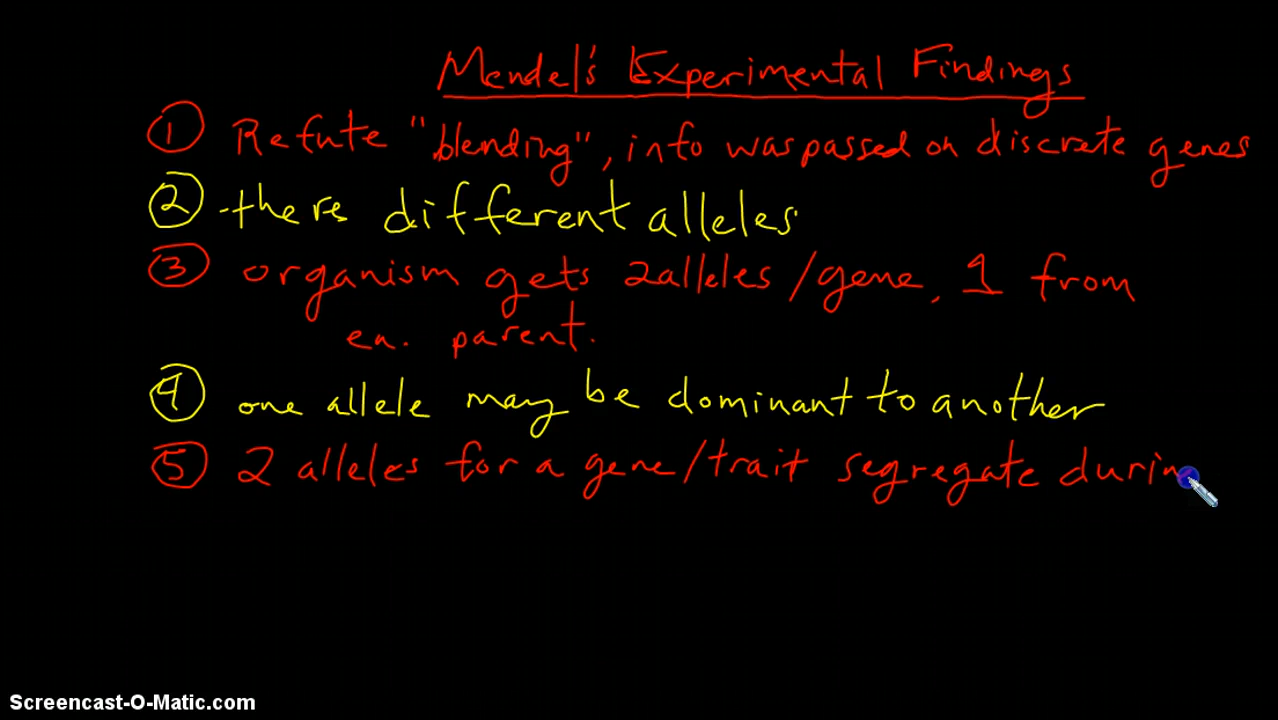 Mendel's Experimental Findings
① Refute "blending", info was passed on discrete genes
② there's different alleles
③ organism gets 2 alleles/gene, 1 from
ea. parent.
④ one allele may be dominant to another
⑤ 2 alleles for a gene/trait segregate durin
Screencast-O-Matic.com